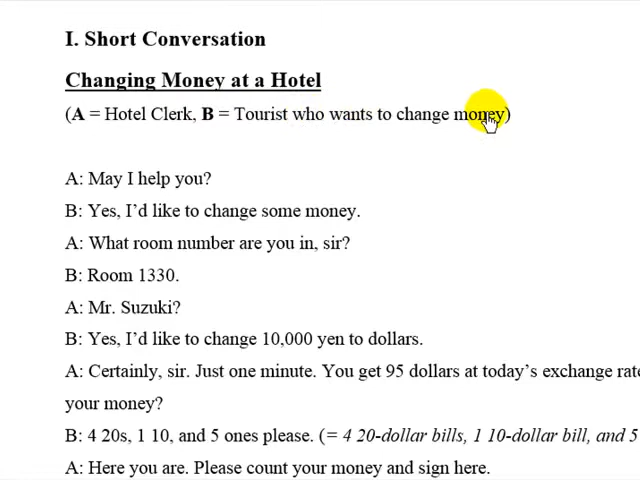 I. Short Conversation
Changing Money at a Hotel
(A = Hotel Clerk, B = Tourist who wants to change money)
A: May I help you?
B: Yes, I’d like to change some money.
A: What room number are you in, sir?
B: Room 1330.
A: Mr. Suzuki?
B: Yes, I’d like to change 10,000 yen to dollars.
A: Certainly, sir. Just one minute. You get 95 dollars at today’s exchange rate
your money?
B: 4 20s, 1 10, and 5 ones please. (= 4 20-dollar bills, 1 10-dollar bill, and 5
A: Here you are. Please count your money and sign here.